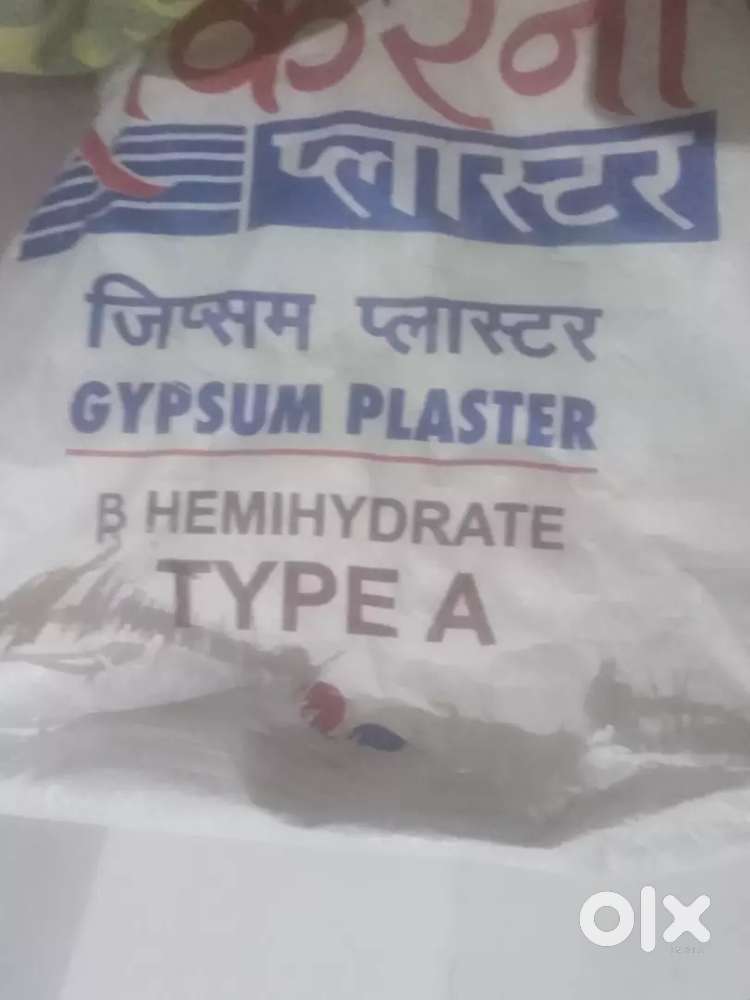 प्लास्टर
जिप्सम प्लास्टर
GYPSUM PLASTER
β HEMIHYDRATE
TYPE A
olx